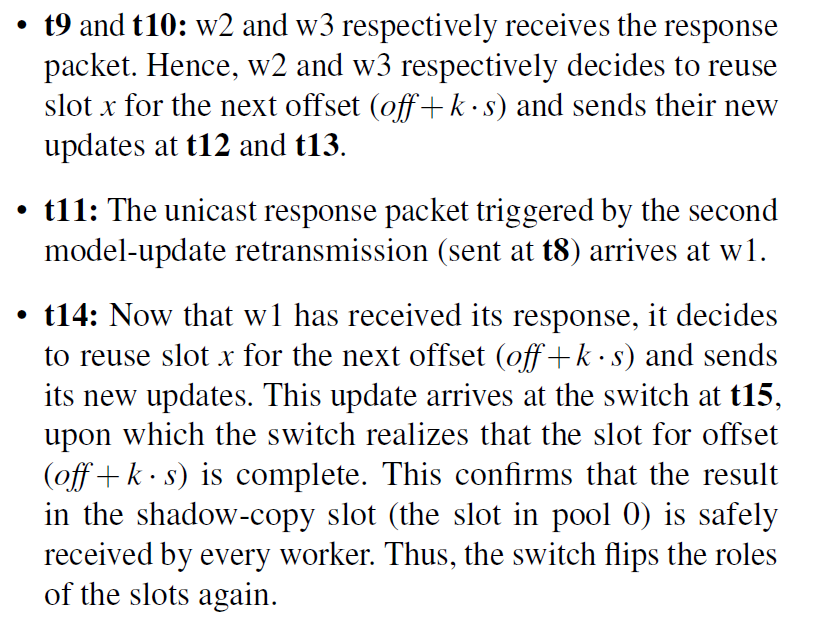 • t9 and t10: w2 and w3 respectively receives the response
packet. Hence, w2 and w3 respectively decides to reuse
slot x for the next offset (off + k · s) and sends their new
updates at t12 and t13.
• t11: The unicast response packet triggered by the second
model-update retransmission (sent at t8) arrives at w1.
• t14: Now that w1 has received its response, it decides
to reuse slot x for the next offset (off + k · s) and sends
its new updates. This update arrives at the switch at t15,
upon which the switch realizes that the slot for offset
(off + k · s) is complete. This confirms that the result
in the shadow-copy slot (the slot in pool 0) is safely
received by every worker. Thus, the switch flips the roles
of the slots again.